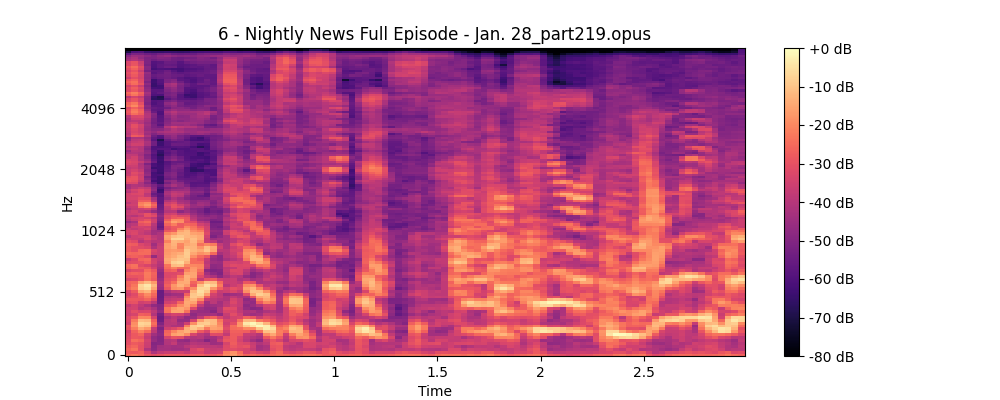 6 - Nightly News Full Episode - Jan. 28_part219.opus
Hz
4096
2048
1024
512
0
0
0.5
1
1.5
2
2.5
Time
+0 dB
-10 dB
-20 dB
-30 dB
-40 dB
-50 dB
-60 dB
-70 dB
-80 dB